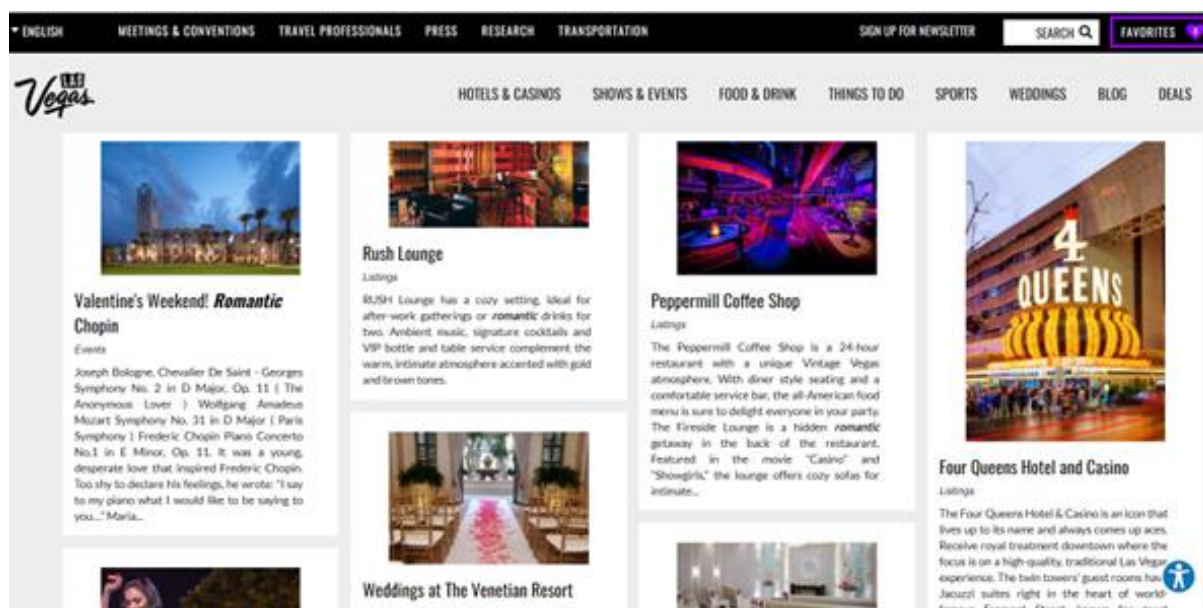 ENGLISH
MEETINGS & CONVENTIONS
TRAVEL PROFESSIONALS
PRESS
RESEARCH
TRANSPORTATION
SIGN UP FOR NEWSLETTER
SEARCH
FAVORITES
LAS
Vegas
HOTELS & CASINOS
SHOWS & EVENTS
FOOD & DRINK
THINGS TO DO
SPORTS
WEDDINGS
BLOG
DEALS
Valentine's Weekend! Romantic
Chopin
Events
Joseph Bologne, Chevalier De Saint - Georges
Symphony No. 2 in D Major, Op. 11 ( The
Anonymous Lover ) Wolfgang Amadeus
Mozart Symphony No. 31 in D Major ( Paris
Symphony ) Frederic Chopin Piano Concerto
No.1 in E Minor, Op. 11. It was a young,
desperate love that inspired Frederic Chopin.
Too shy to declare his feelings, he wrote: "I say
to my piano what I would like to be saying to
you..." Maria...
Rush Lounge
Listings
RUSH Lounge has a cozy setting, ideal for
after-work gatherings or romantic drinks for
two. Ambient music, signature cocktails and
VIP bottle and table service complement the
warm, intimate atmosphere accented with gold
and brown tones.
Weddings at The Venetian Resort
Peppermill Coffee Shop
Listings
The Peppermill Coffee Shop is a 24-hour
restaurant with a unique Vintage Vegas
atmosphere. With diner style seating and a
comfortable service bar, the all-American food
menu is sure to delight everyone in your party.
The Fireside Lounge is a hidden romantic
getaway in the back of the restaurant.
Featured in the movie "Casino" and
"Showgirls," the lounge offers cozy sofas for
intimate...
4
QUEENS
Four Queens Hotel and Casino
Listings
The Four Queens Hotel & Casino is an icon that
lives up to its name and always comes up aces.
Receive royal treatment downtown where the
focus is on a high-quality, traditional Las Vegas
experience. The twin towers' guest rooms have
Jacuzzi suites right in the heart of world-